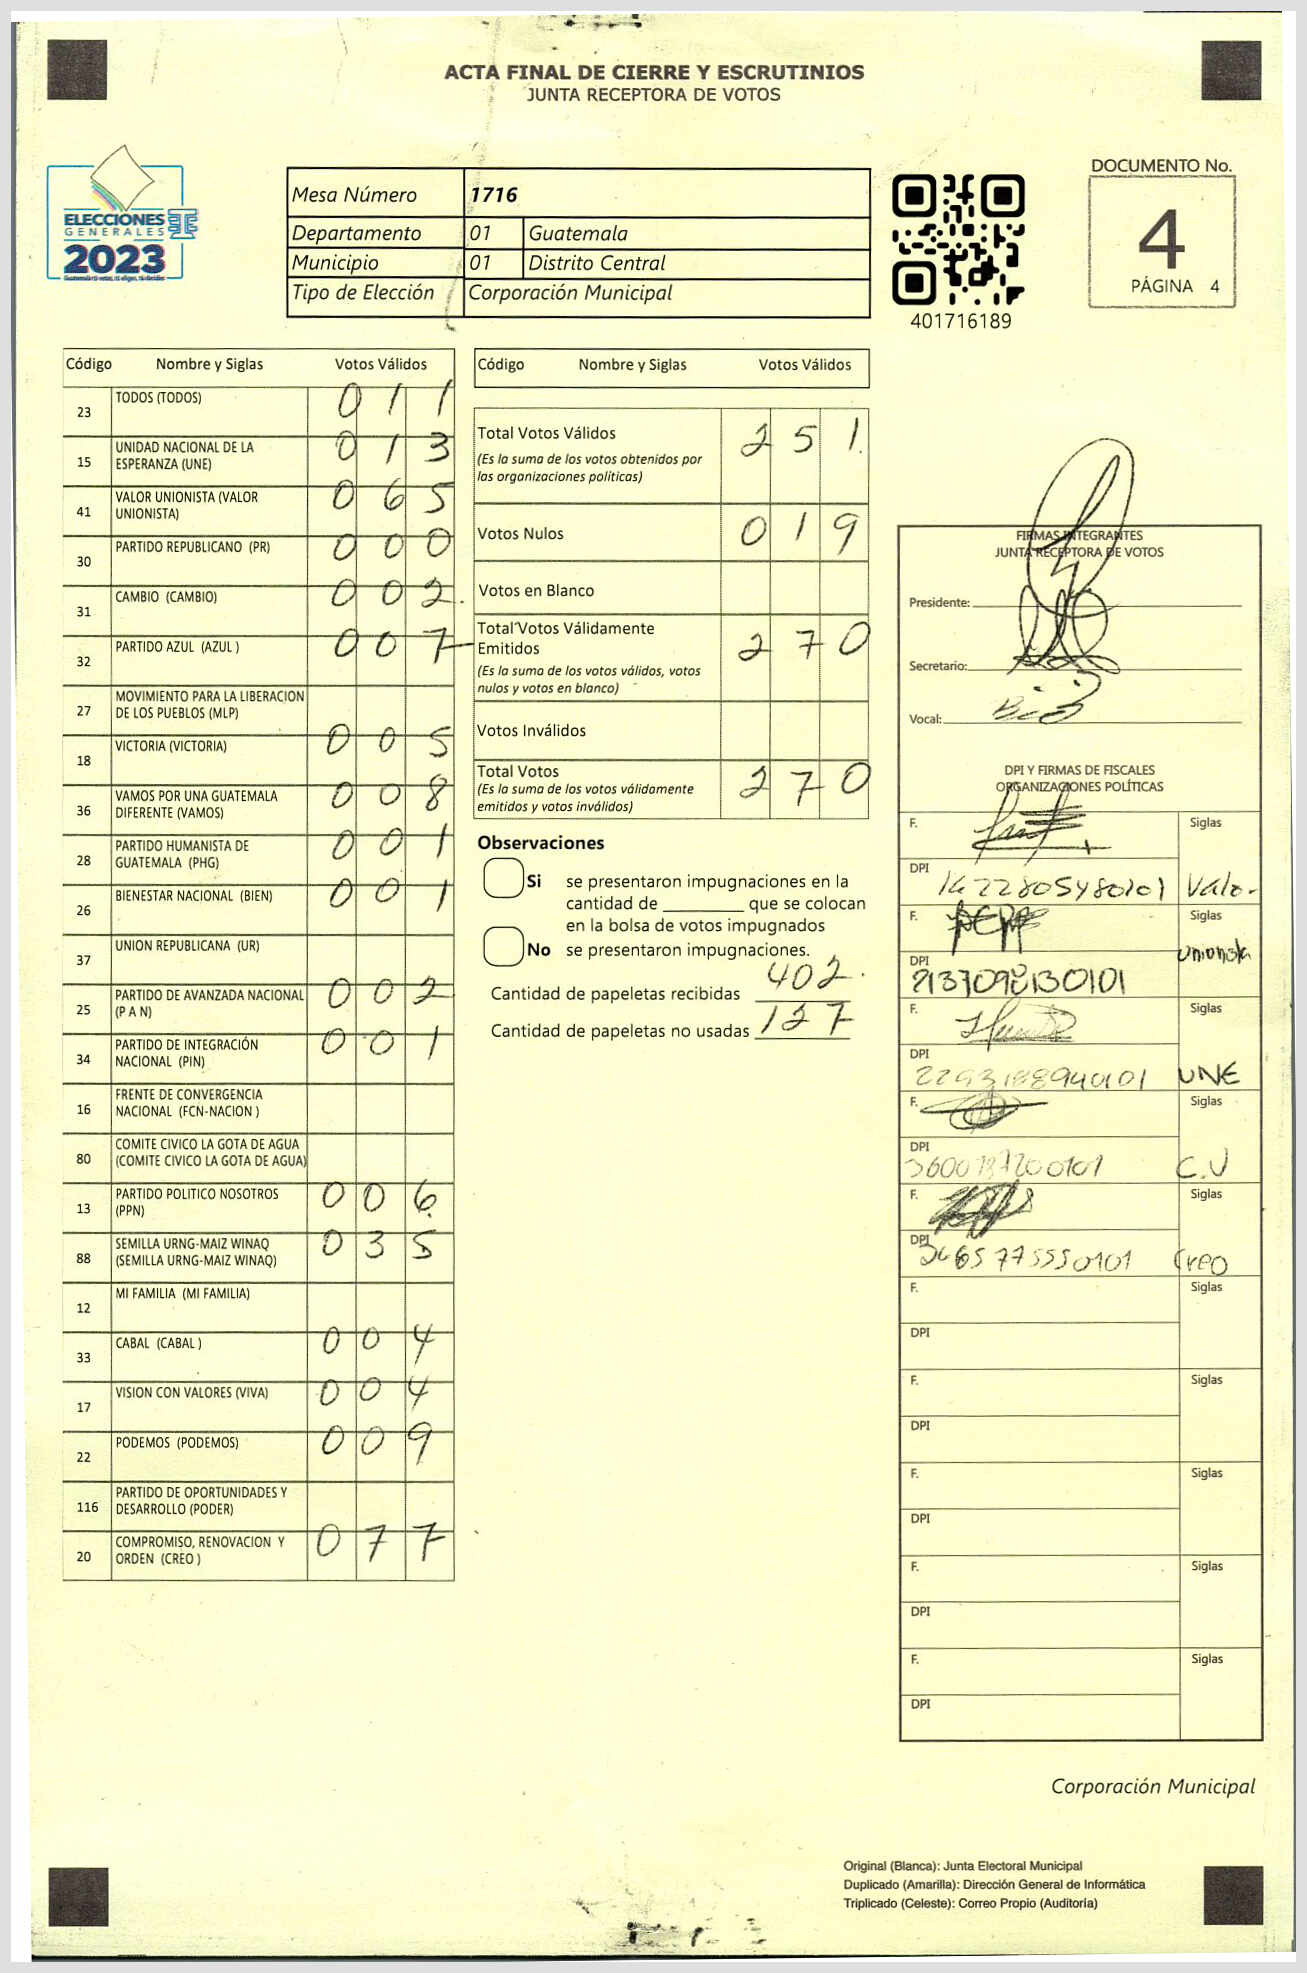 ACTA FINAL DE CIERRE Y ESCRUTINIOS
JUNTA RECEPTORA DE VOTOS
ELECCIONES
GENERALES
2023
Mesa Número 1716
Departamento 01 Guatemala
Municipio 01 Distrito Central
Tipo de Elección Corporación Municipal
401716189
DOCUMENTO No.
4
PÁGINA 4
Código Nombre y Siglas Votos Válidos
23 TODOS (TODOS) 0 1 1
15 UNIDAD NACIONAL DE LA ESPERANZA (UNE) 0 1 3
41 VALOR UNIONISTA (VALOR UNIONISTA) 0 6 5
30 PARTIDO REPUBLICANO (PR) 0 0 0
31 CAMBIO (CAMBIO) 0 0 2
32 PARTIDO AZUL (AZUL ) 0 0 7
27 MOVIMIENTO PARA LA LIBERACION DE LOS PUEBLOS (MLP)
18 VICTORIA (VICTORIA) 0 0 5
36 VAMOS POR UNA GUATEMALA DIFERENTE (VAMOS) 0 0 8
28 PARTIDO HUMANISTA DE GUATEMALA (PHG) 0 0 1
26 BIENESTAR NACIONAL (BIEN) 0 0 1
37 UNION REPUBLICANA (UR)
25 PARTIDO DE AVANZADA NACIONAL (P A N) 0 0 2
34 PARTIDO DE INTEGRACIÓN NACIONAL (PIN) 0 0 1
16 FRENTE DE CONVERGENCIA NACIONAL (FCN-NACION )
80 COMITE CIVICO LA GOTA DE AGUA (COMITE CIVICO LA GOTA DE AGUA)
13 PARTIDO POLITICO NOSOTROS (PPN) 0 0 6
88 SEMILLA URNG-MAIZ WINAQ (SEMILLA URNG-MAIZ WINAQ) 0 3 5
12 MI FAMILIA (MI FAMILIA)
33 CABAL (CABAL ) 0 0 4
17 VISION CON VALORES (VIVA) 0 0 4
22 PODEMOS (PODEMOS) 0 0 9
116 PARTIDO DE OPORTUNIDADES Y DESARROLLO (PODER)
20 COMPROMISO, RENOVACION Y ORDEN (CREO ) 0 7 7
Código Nombre y Siglas Votos Válidos
Total Votos Válidos 2 5 1
(Es la suma de los votos obtenidos por
las organizaciones políticas)
Votos Nulos 0 1 9
Votos en Blanco
Total Votos Válidamente
Emitidos 2 7 0
(Es la suma de los votos válidos, votos
nulos y votos en blanco)
Votos Inválidos
Total Votos 2 7 0
(Es la suma de los votos válidamente
emitidos y votos inválidos)
Observaciones
Si se presentaron impugnaciones en la
cantidad de ________ que se colocan
en la bolsa de votos impugnados
No se presentaron impugnaciones.
Cantidad de papeletas recibidas 402
Cantidad de papeletas no usadas
FIRMAS INTEGRANTES
JUNTA RECEPTORA DE VOTOS
Presidente:
Secretario:
Vocal:
DPI Y FIRMAS DE FISCALES
ORGANIZACIONES POLÍTICAS
F. Siglas
DPI Valor
F. Siglas
Unionista
DPI
F. Siglas
DPI UNE
F. Siglas
DPI C.V
F. Siglas
DPI Creo
F. Siglas
DPI
F. Siglas
DPI
F. Siglas
DPI
F. Siglas
DPI
F. Siglas
DPI
Corporación Municipal
Original (Blanca): Junta Electoral Municipal
Duplicado (Amarilla): Dirección General de Informática
Triplicado (Celeste): Correo Propio (Auditoría)